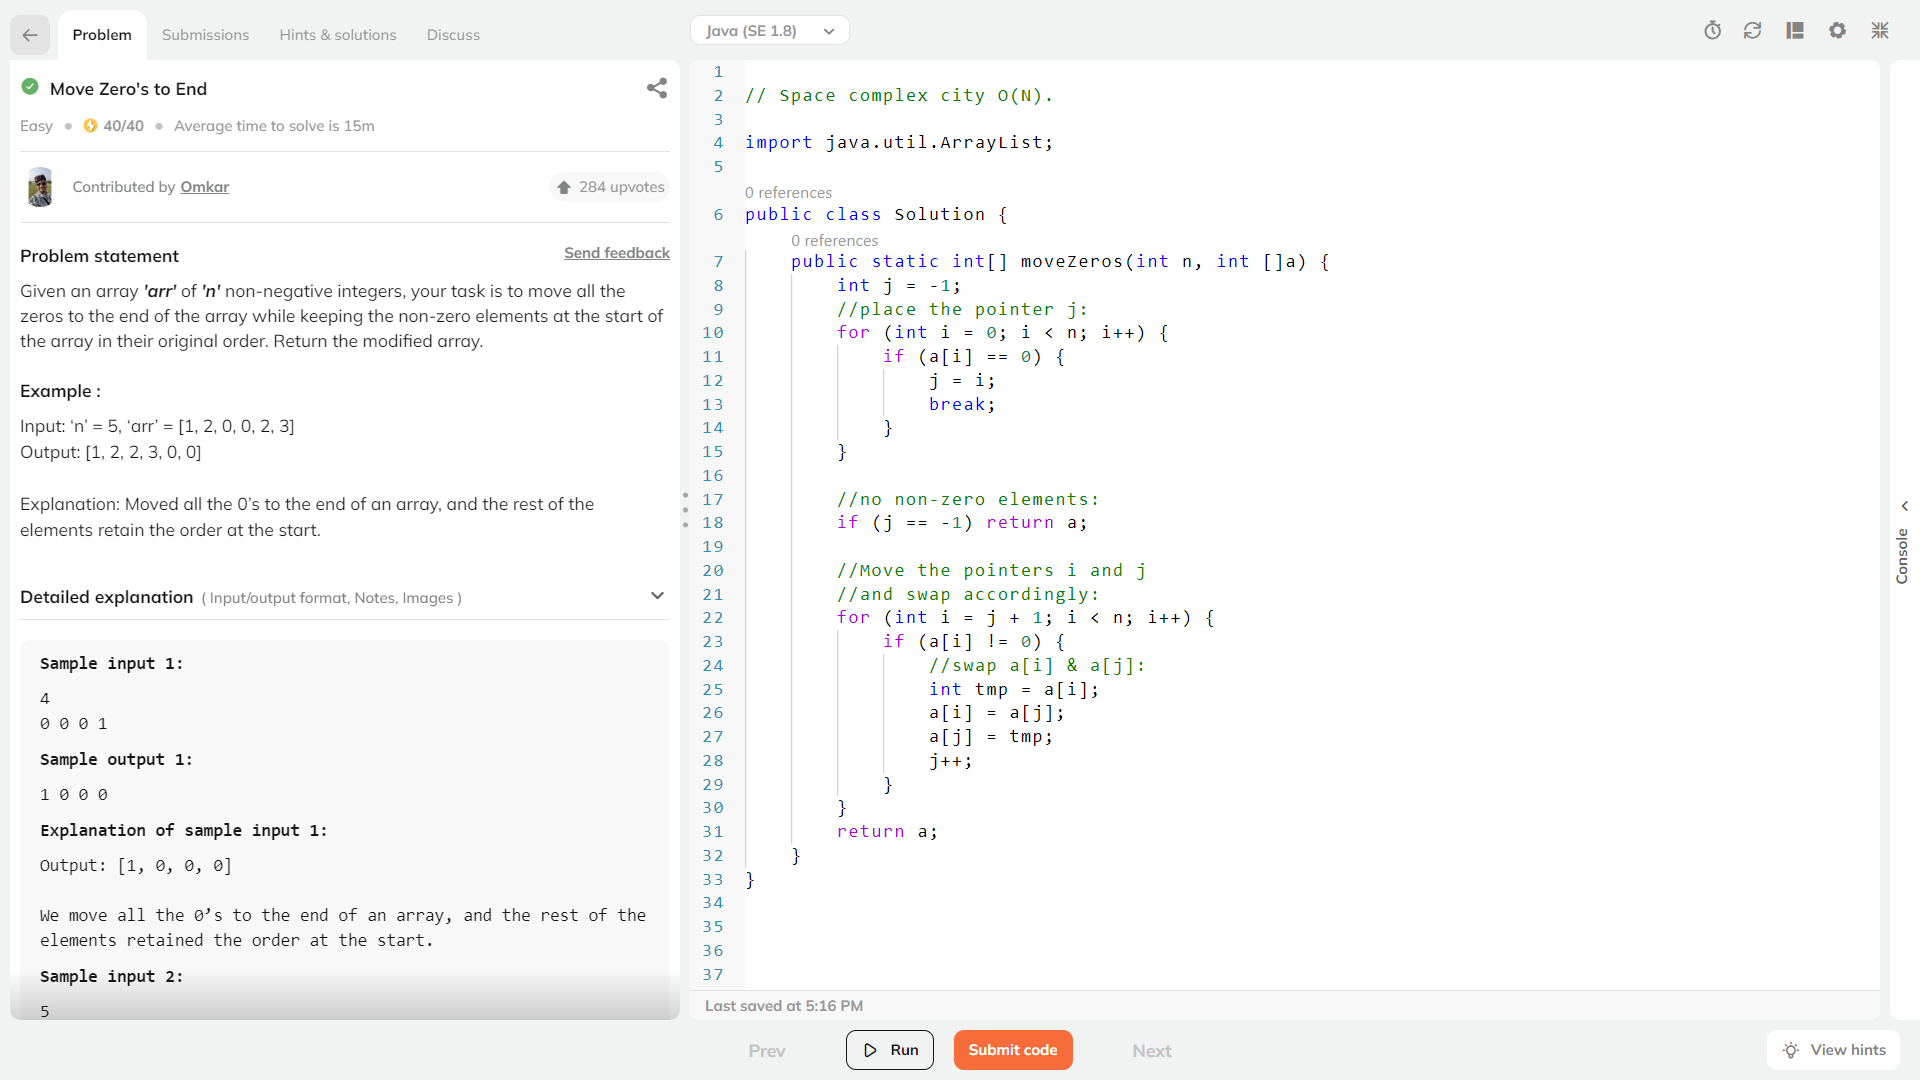 Problem
Submissions
Hints & solutions
Discuss
Java (SE 1.8)
Move Zero's to End
Easy
40/40
Average time to solve is 15m
Contributed by Omkar
284 upvotes
Problem statement
Send feedback
Given an array 'arr' of 'n' non-negative integers, your task is to move all the
zeros to the end of the array while keeping the non-zero elements at the start of
the array in their original order. Return the modified array.
Example :
Input: ‘n’ = 5, ‘arr’ = [1, 2, 0, 0, 2, 3]
Output: [1, 2, 2, 3, 0, 0]
Explanation: Moved all the 0’s to the end of an array, and the rest of the
elements retain the order at the start.
Detailed explanation ( Input/output format, Notes, Images )
Sample input 1:
4
0 0 0 1
Sample output 1:
1 0 0 0
Explanation of sample input 1:
Output: [1, 0, 0, 0]
We move all the 0’s to the end of an array, and the rest of the
elements retained the order at the start.
Sample input 2:
5
1
2 // Space complex city O(N).
3
4 import java.util.ArrayList;
5
0 references
6 public class Solution {
0 references
7 public static int[] moveZeros(int n, int []a) {
8 int j = -1;
9 //place the pointer j:
10 for (int i = 0; i < n; i++) {
11 if (a[i] == 0) {
12 j = i;
13 break;
14 }
15 }
16
17 //no non-zero elements:
18 if (j == -1) return a;
19
20 //Move the pointers i and j
21 //and swap accordingly:
22 for (int i = j + 1; i < n; i++) {
23 if (a[i] != 0) {
24 //swap a[i] & a[j]:
25 int tmp = a[i];
26 a[i] = a[j];
27 a[j] = tmp;
28 j++;
29 }
30 }
31 return a;
32 }
33 }
34
35
36
37
Last saved at 5:16 PM
Console
Prev
Run
Submit code
Next
View hints